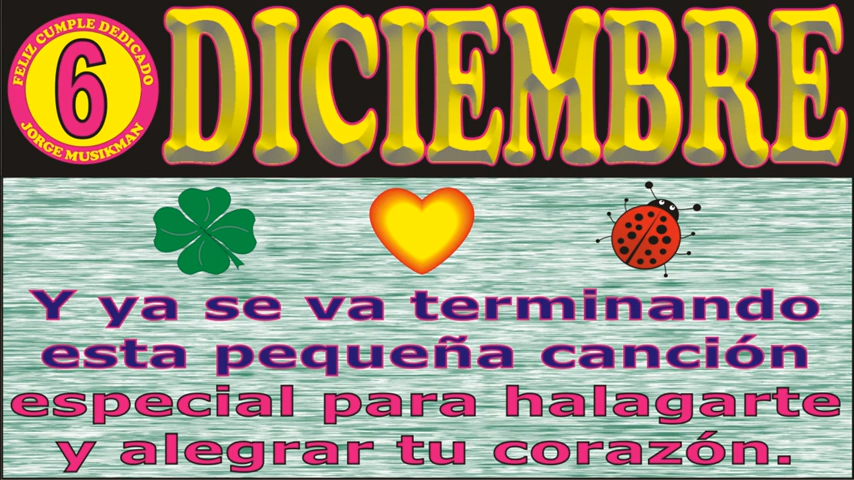 FELIZ CUMPLE DEDICADO
6
JORGE MUSIKMAN
DICIEMBRE
Y ya se va terminando
esta pequeña canción
especial para halagarte
y alegrar tu corazón.